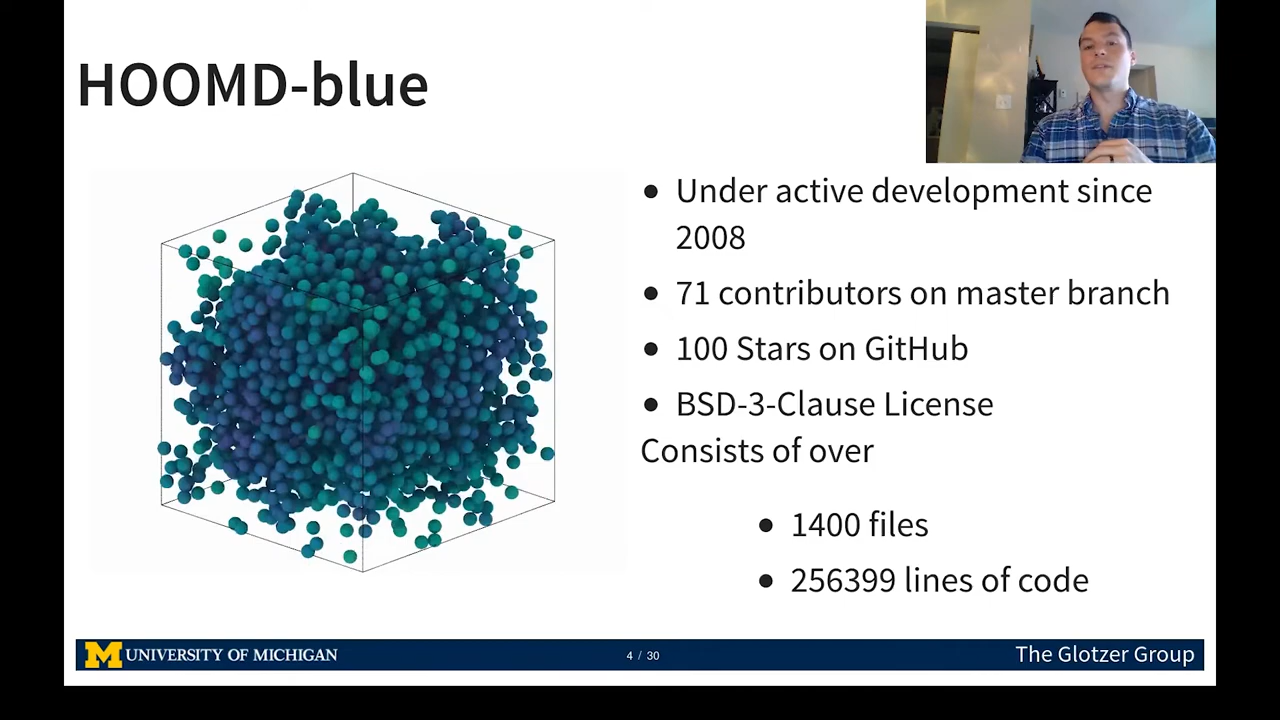 HOOMD-blue
• Under active development since
2008
• 71 contributors on master branch
• 100 Stars on GitHub
• BSD-3-Clause License
Consists of over
• 1400 files
• 256399 lines of code
M UNIVERSITY OF MICHIGAN
4 / 30
The Glotzer Group